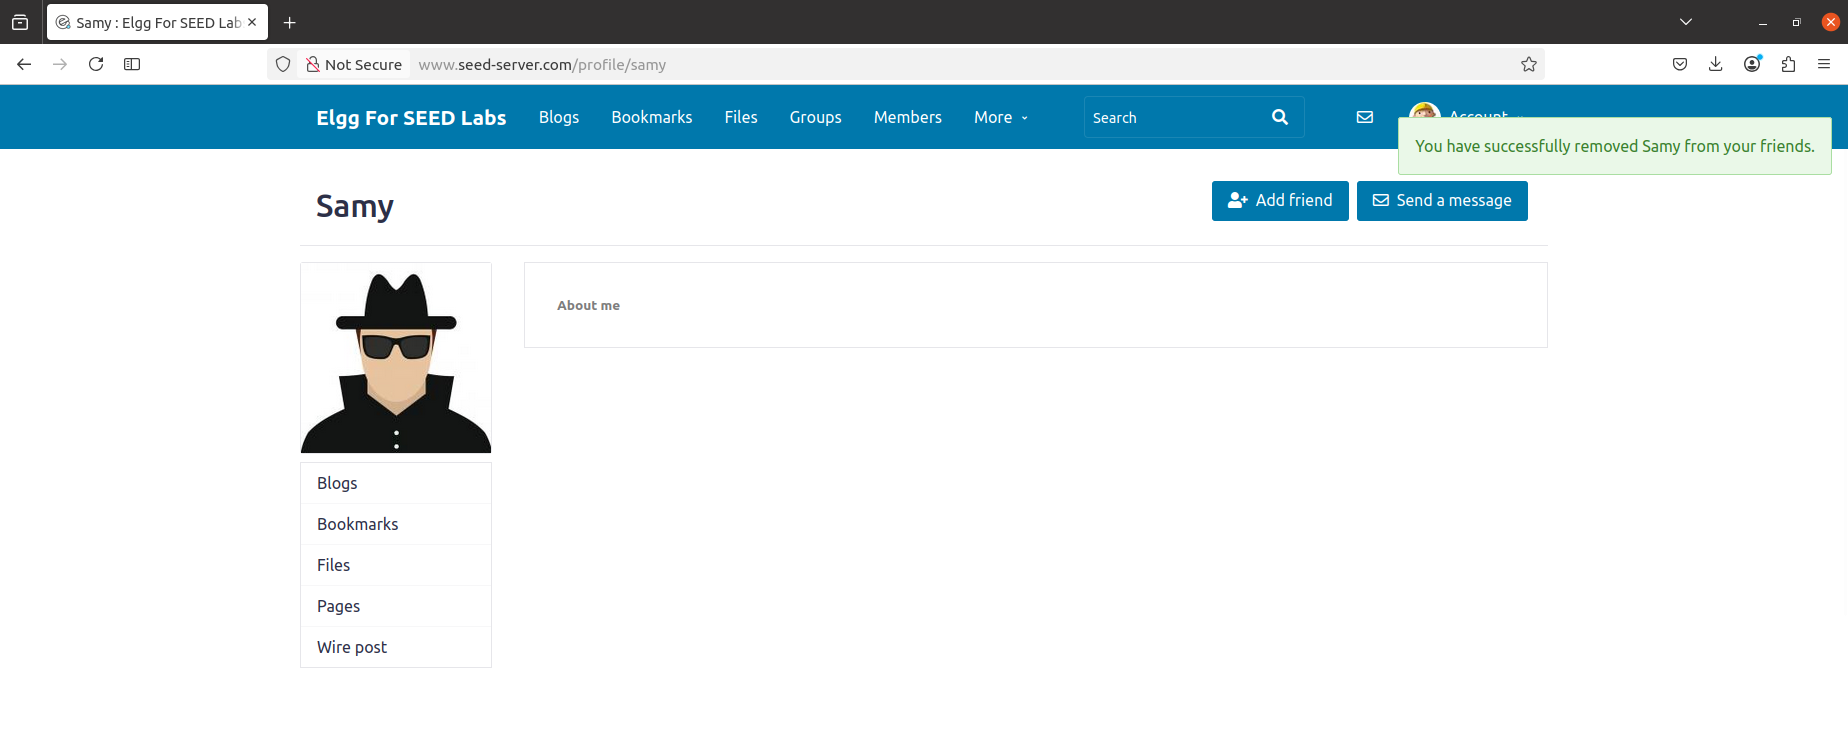 Samy : Elgg For SEED Lab
Not Secure www.seed-server.com/profile/samy
Elgg For SEED Labs Blogs Bookmarks Files Groups Members More Search Account
You have successfully removed Samy from your friends.
Samy
Add friend Send a message
About me
Blogs
Bookmarks
Files
Pages
Wire post